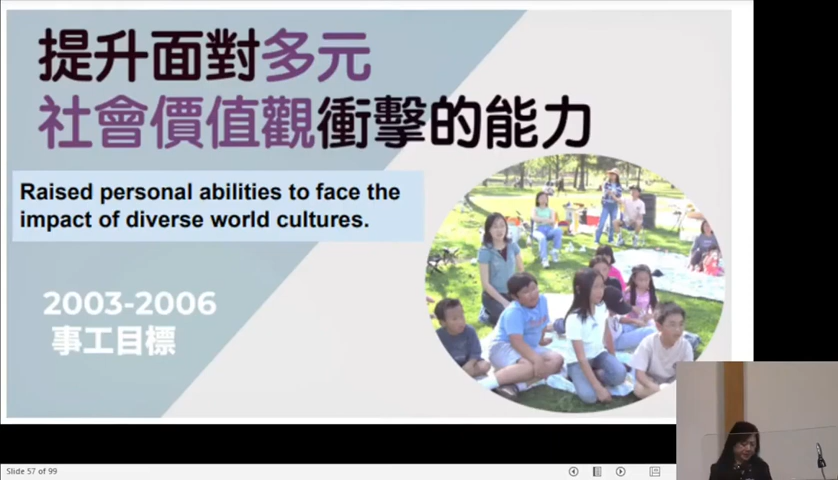 提升面對多元
社會價值觀衝擊的能力
Raised personal abilities to face the
impact of diverse world cultures.
2003-2006
事工目標
Slide 57 of 99